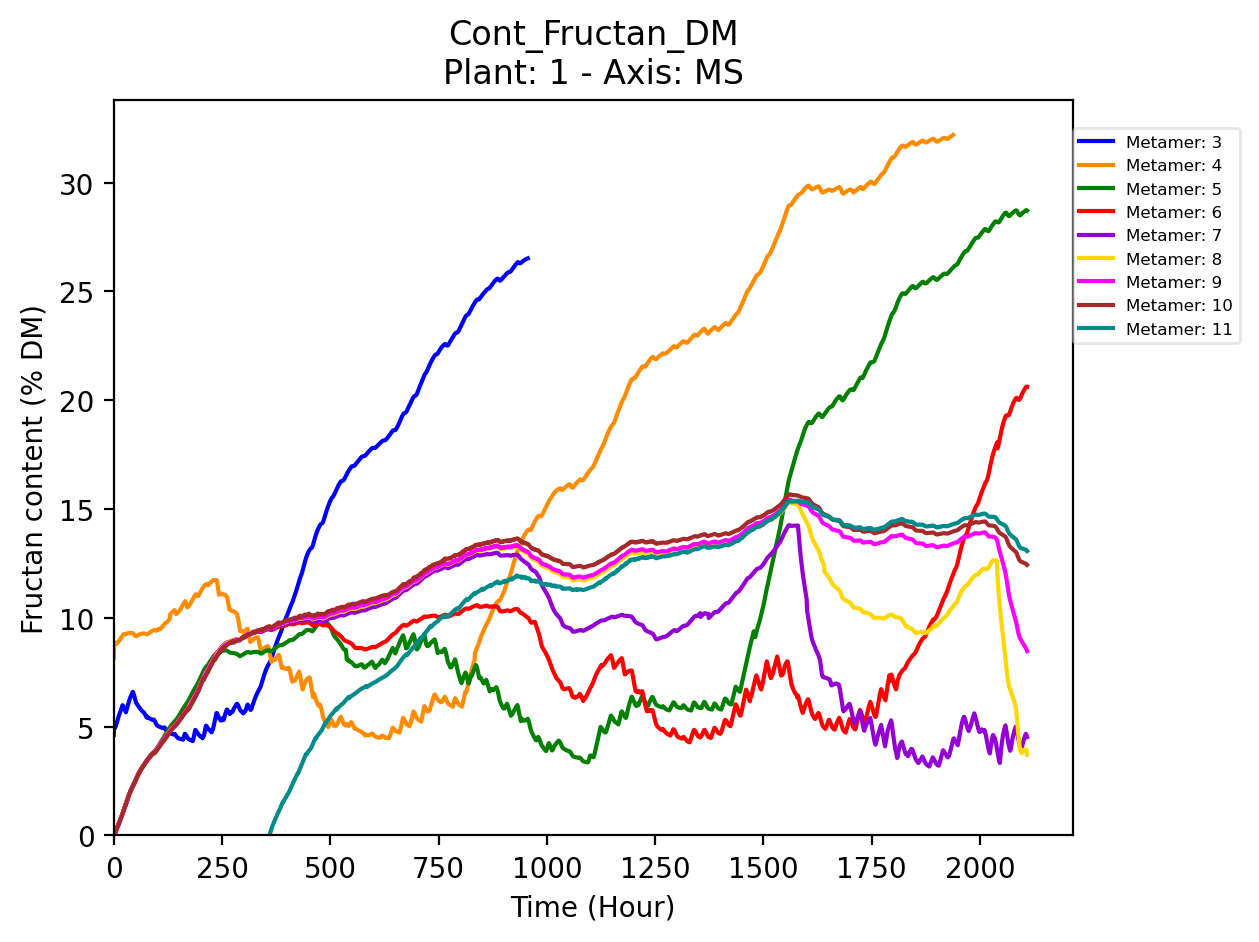 Cont_Fructan_DM
Plant: 1 - Axis: MS
Fructan content (% DM)
30
25
20
15
10
5
0
0 250 500 750 1000 1250 1500 1750 2000
Time (Hour)
Metamer: 3
Metamer: 4
Metamer: 5
Metamer: 6
Metamer: 7
Metamer: 8
Metamer: 9
Metamer: 10
Metamer: 11